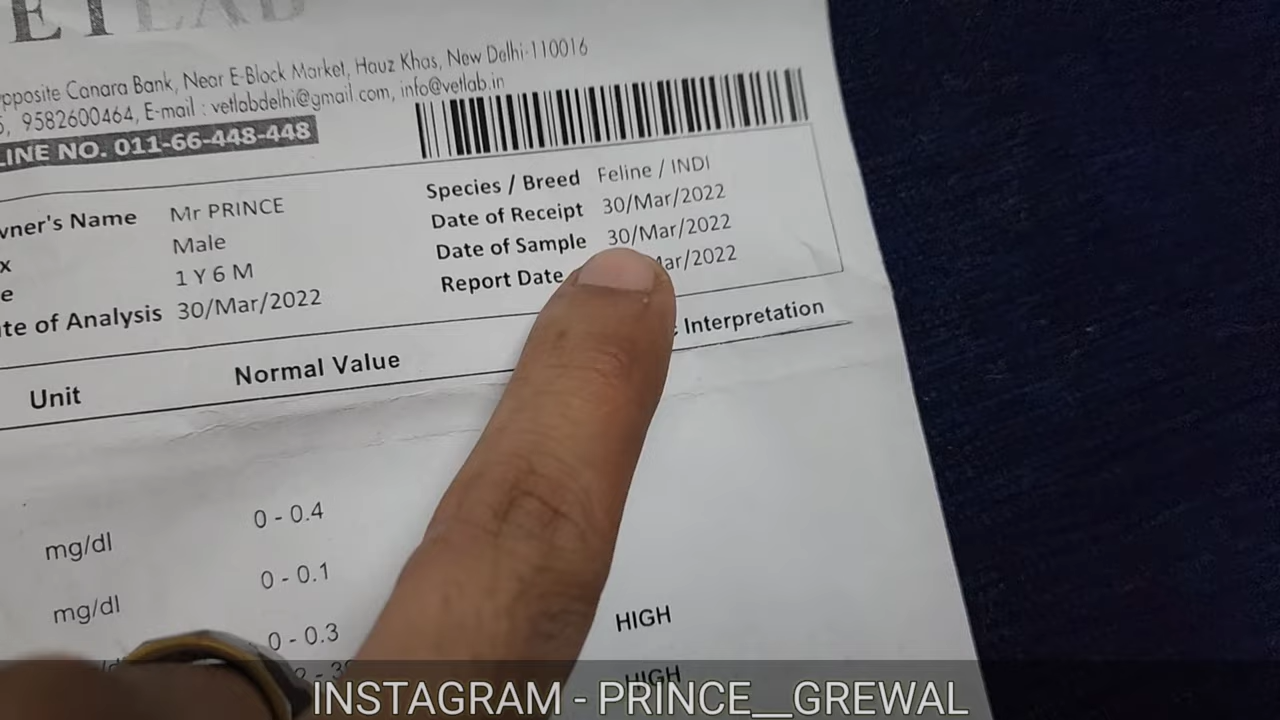 ETLAB
pposite Canara Bank, Near E-Block Market, Hauz Khas, New Delhi-110016
5, 9582600464, E-mail : vetlabdelhi@gmail.com, info@vetlab.in
LINE NO. 011-66-448-448
wner's Name Mr PRINCE
x Male
e 1 Y 6 M
te of Analysis 30/Mar/2022
Species / Breed Feline / INDI
Date of Receipt 30/Mar/2022
Date of Sample 30/Mar/2022
Report Date Mar/2022
Unit Normal Value Interpretation
mg/dl 0 - 0.4
mg/dl 0 - 0.1
0 - 0.3 HIGH
HIGH
INSTAGRAM - PRINCE__GREWAL